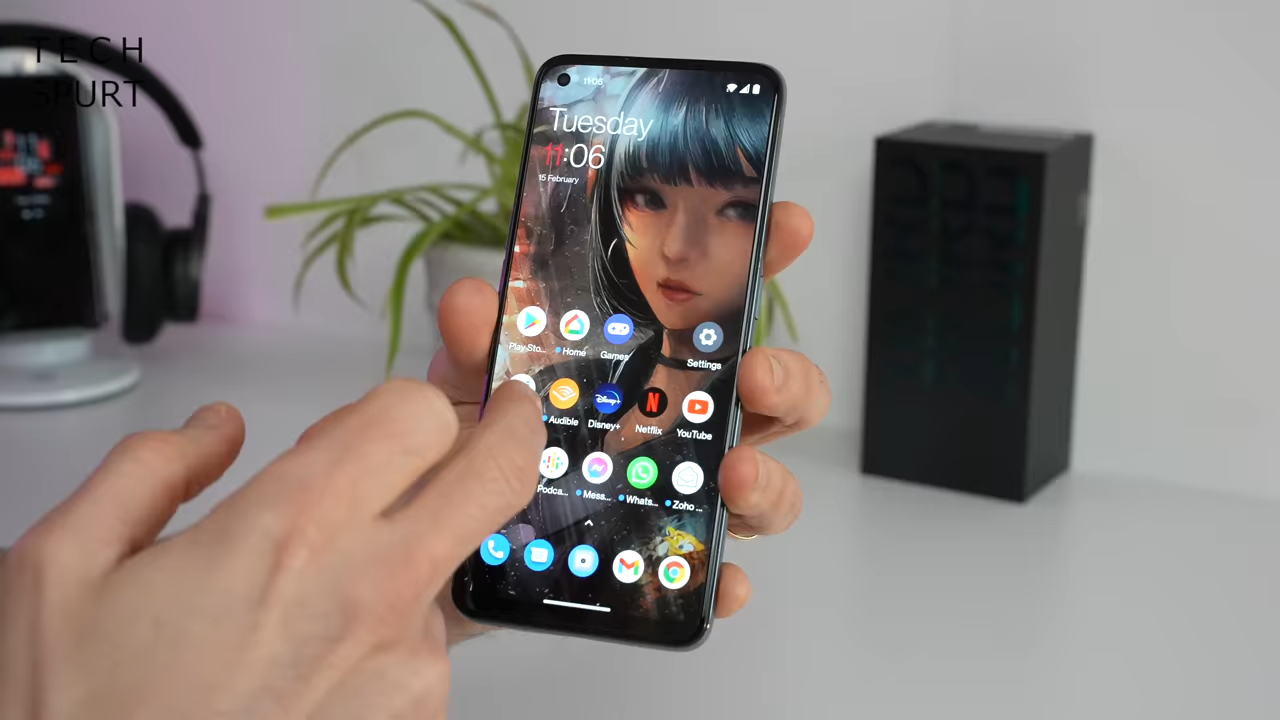 TECH
SPURT
11:06
Tuesday
11:06
15 February
Play Sto...
Home
Games
Settings
Audible
Disney+
Netflix
YouTube
Podca...
Mess...
Whats...
Zoho ...